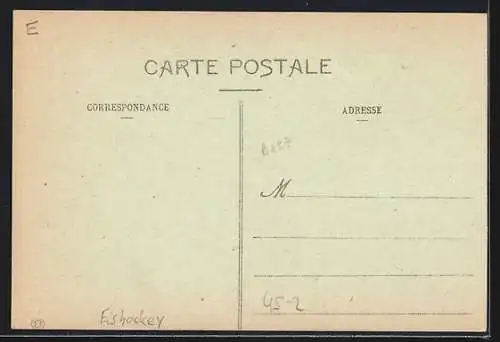 E
CARTE POSTALE
CORRESPONDANCE
ADRESSE
M
45-2
Eishockey